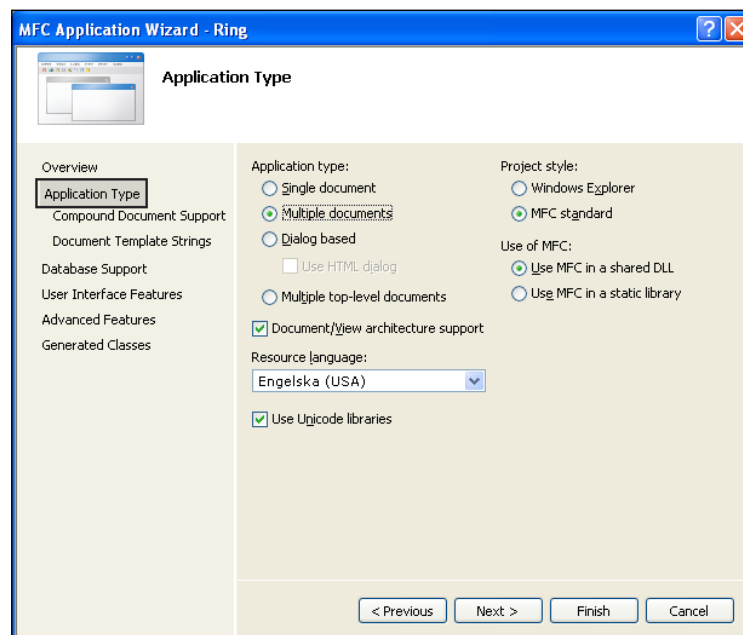 MFC Application Wizard - Ring
Application Type
Overview
Application Type
Compound Document Support
Document Template Strings
Database Support
User Interface Features
Advanced Features
Generated Classes
Application type:
Single document
Multiple documents
Dialog based
Use HTML dialog
Multiple top-level documents
Document/View architecture support
Resource language:
Engelska (USA)
Use Unicode libraries
Project style:
Windows Explorer
MFC standard
Use of MFC:
Use MFC in a shared DLL
Use MFC in a static library
< Previous
Next >
Finish
Cancel